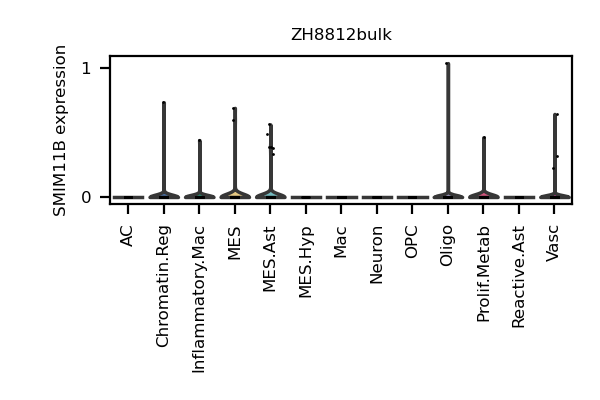 ZH8812bulk
SMIM11B expression
1
0
AC
Chromatin.Reg
Inflammatory.Mac
MES
MES.Ast
MES.Hyp
Mac
Neuron
OPC
Oligo
Prolif.Metab
Reactive.Ast
Vasc